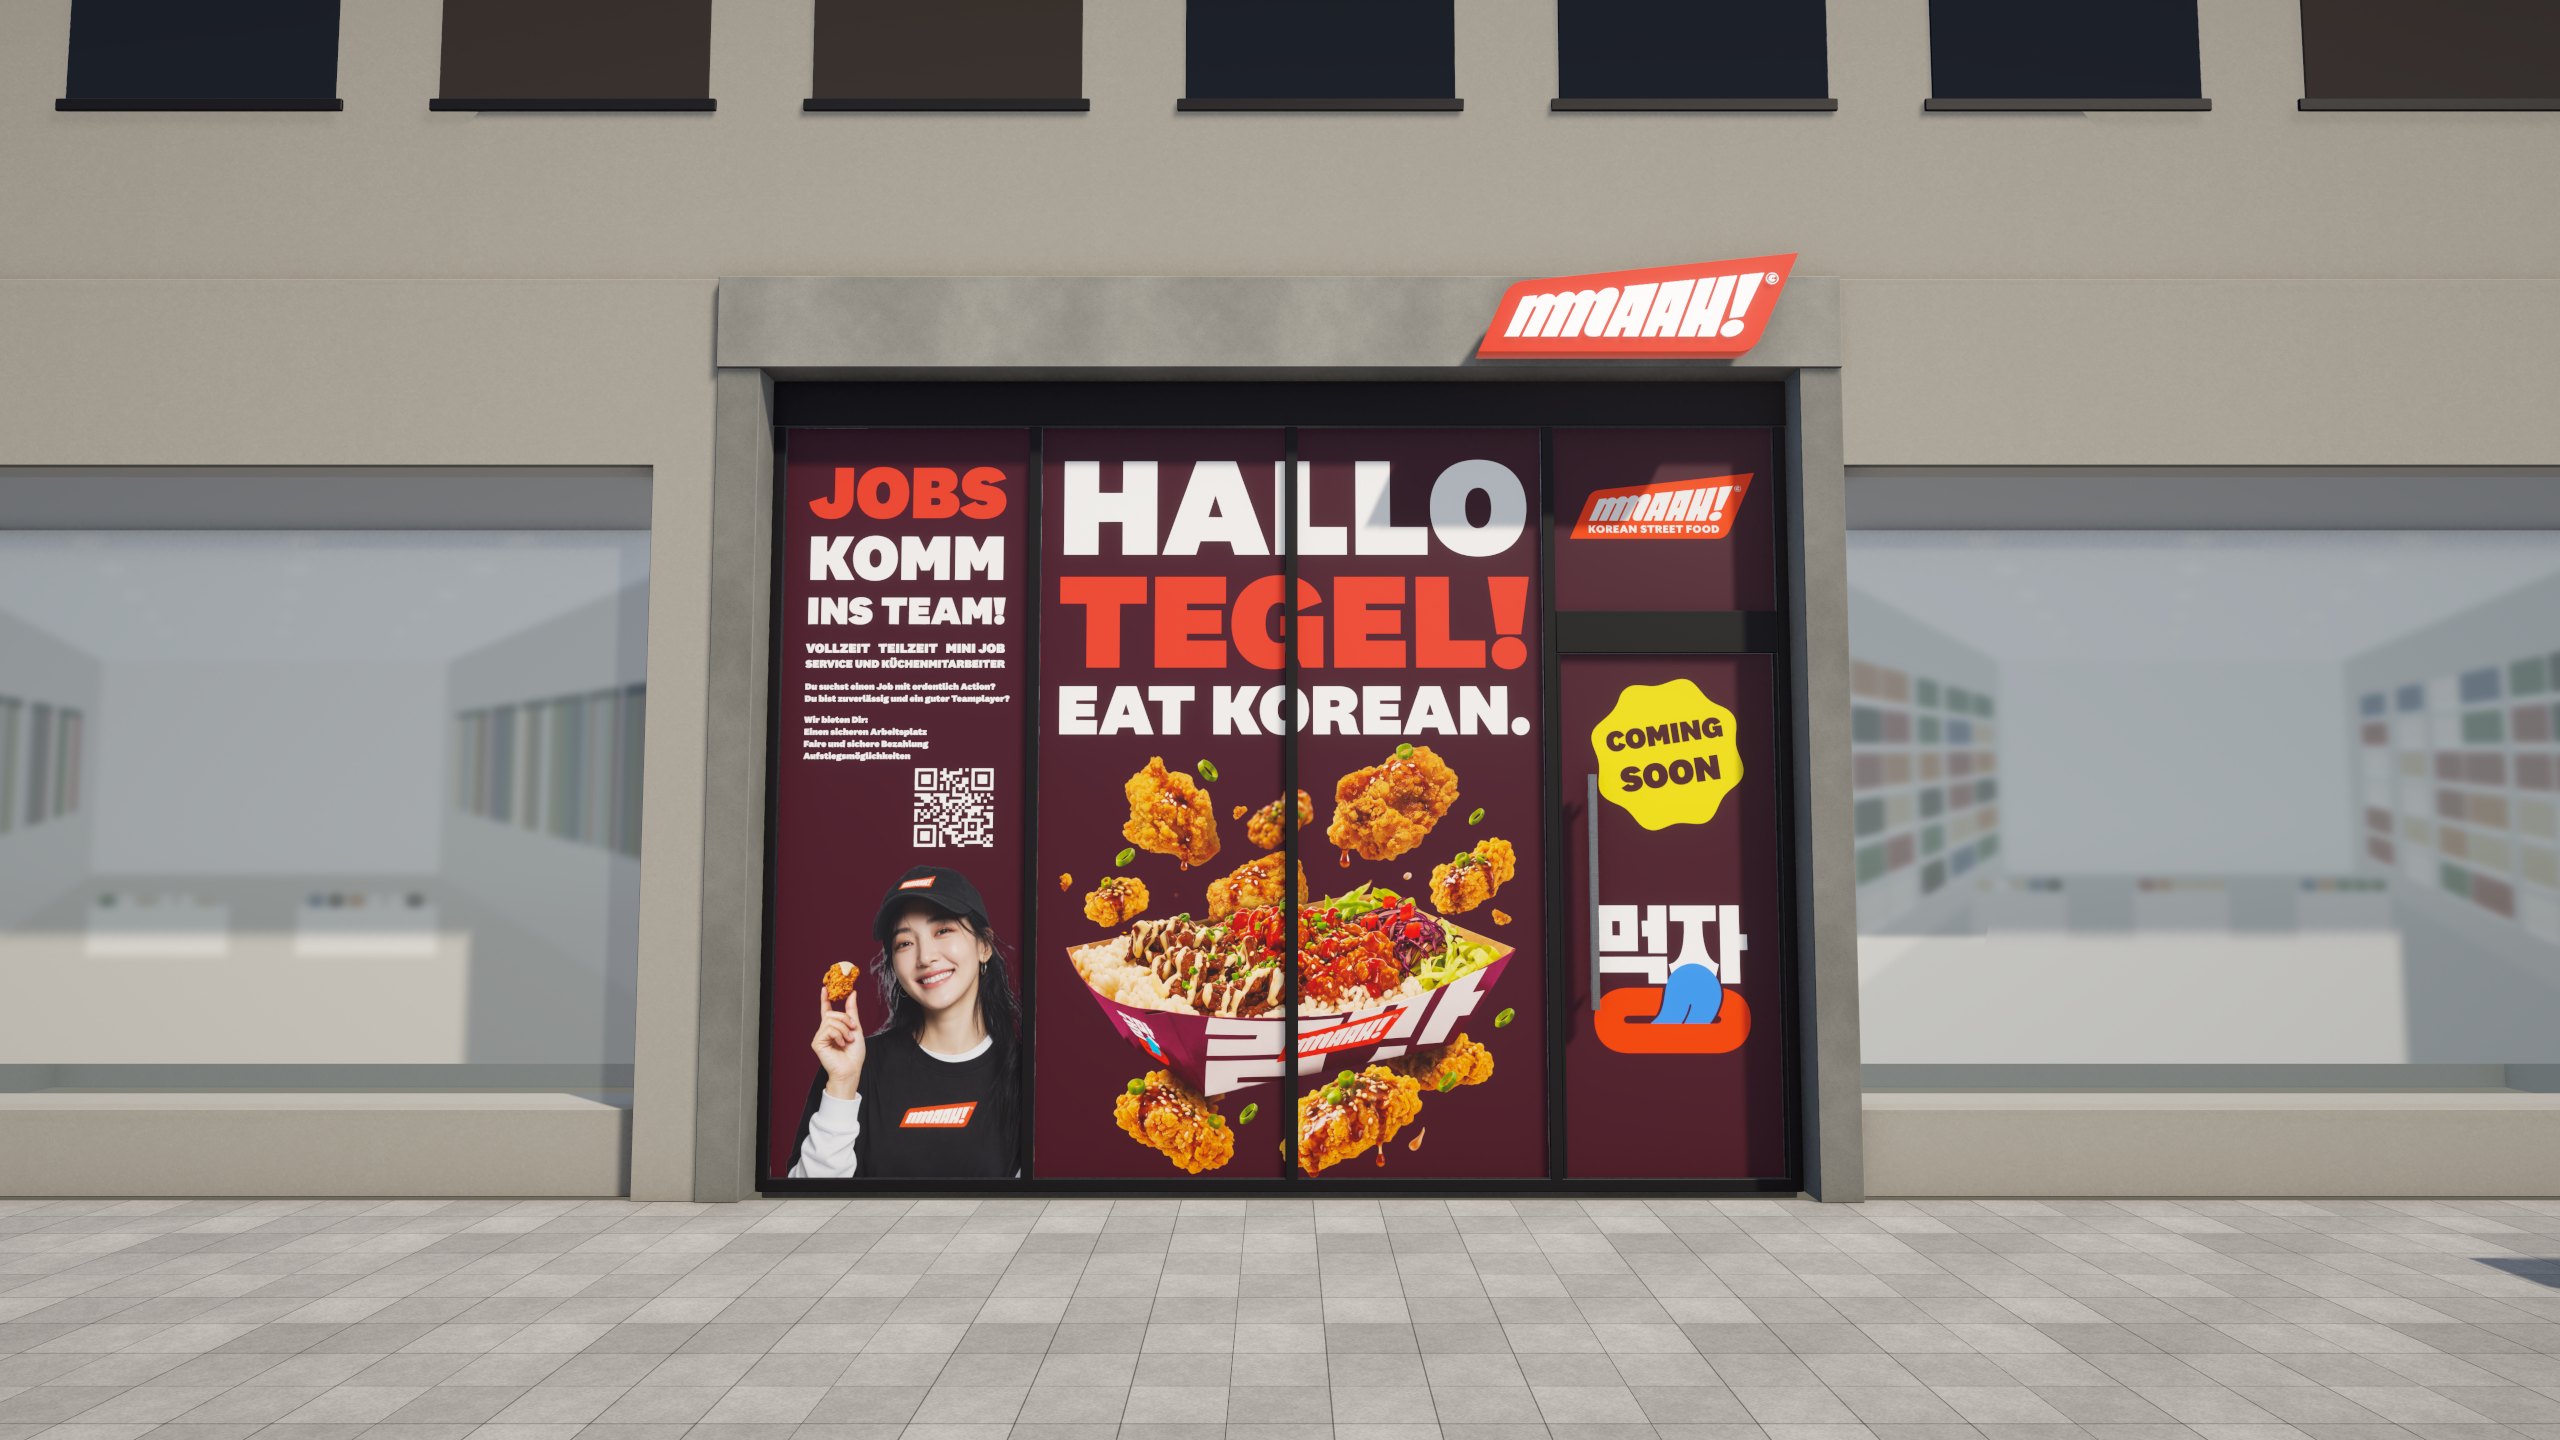 MMAAH!
JOBS
KOMM
INS TEAM!
VOLLZEIT TEILZEIT MINI JOB
SERVICE UND KÜCHENMITARBEITER
Du suchst einen Job mit ordentlich Action?
Du bist zuverlässig und ein guter Teamplayer?
Wir bieten Dir:
Einen sicheren Arbeitsplatz
Faire und sichere Bezahlung
Aufstiegsmöglichkeiten
MMAAH!
HALLO
TEGEL!
EAT KOREAN.
MMAAH!
MMAAH!
KOREAN STREET FOOD
COMING
SOON
먹자